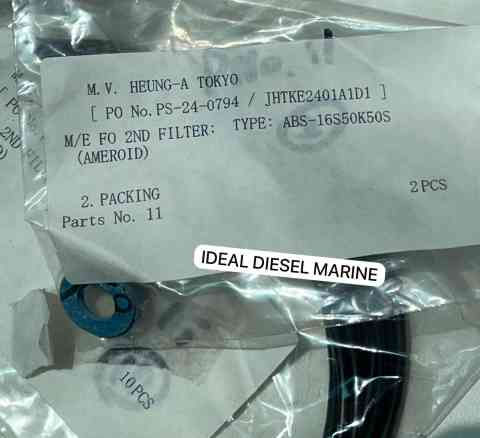 M.V. HEUNG-A TOKYO
[ PO No. PS-24-0794 / JHTKE2401A1D1 ]
M/E FO 2ND FILTER: TYPE: ABS-16S50K50S
(AMEROID)
2. PACKING 2PCS
Parts No. 11
IDEAL DIESEL MARINE
10PCS